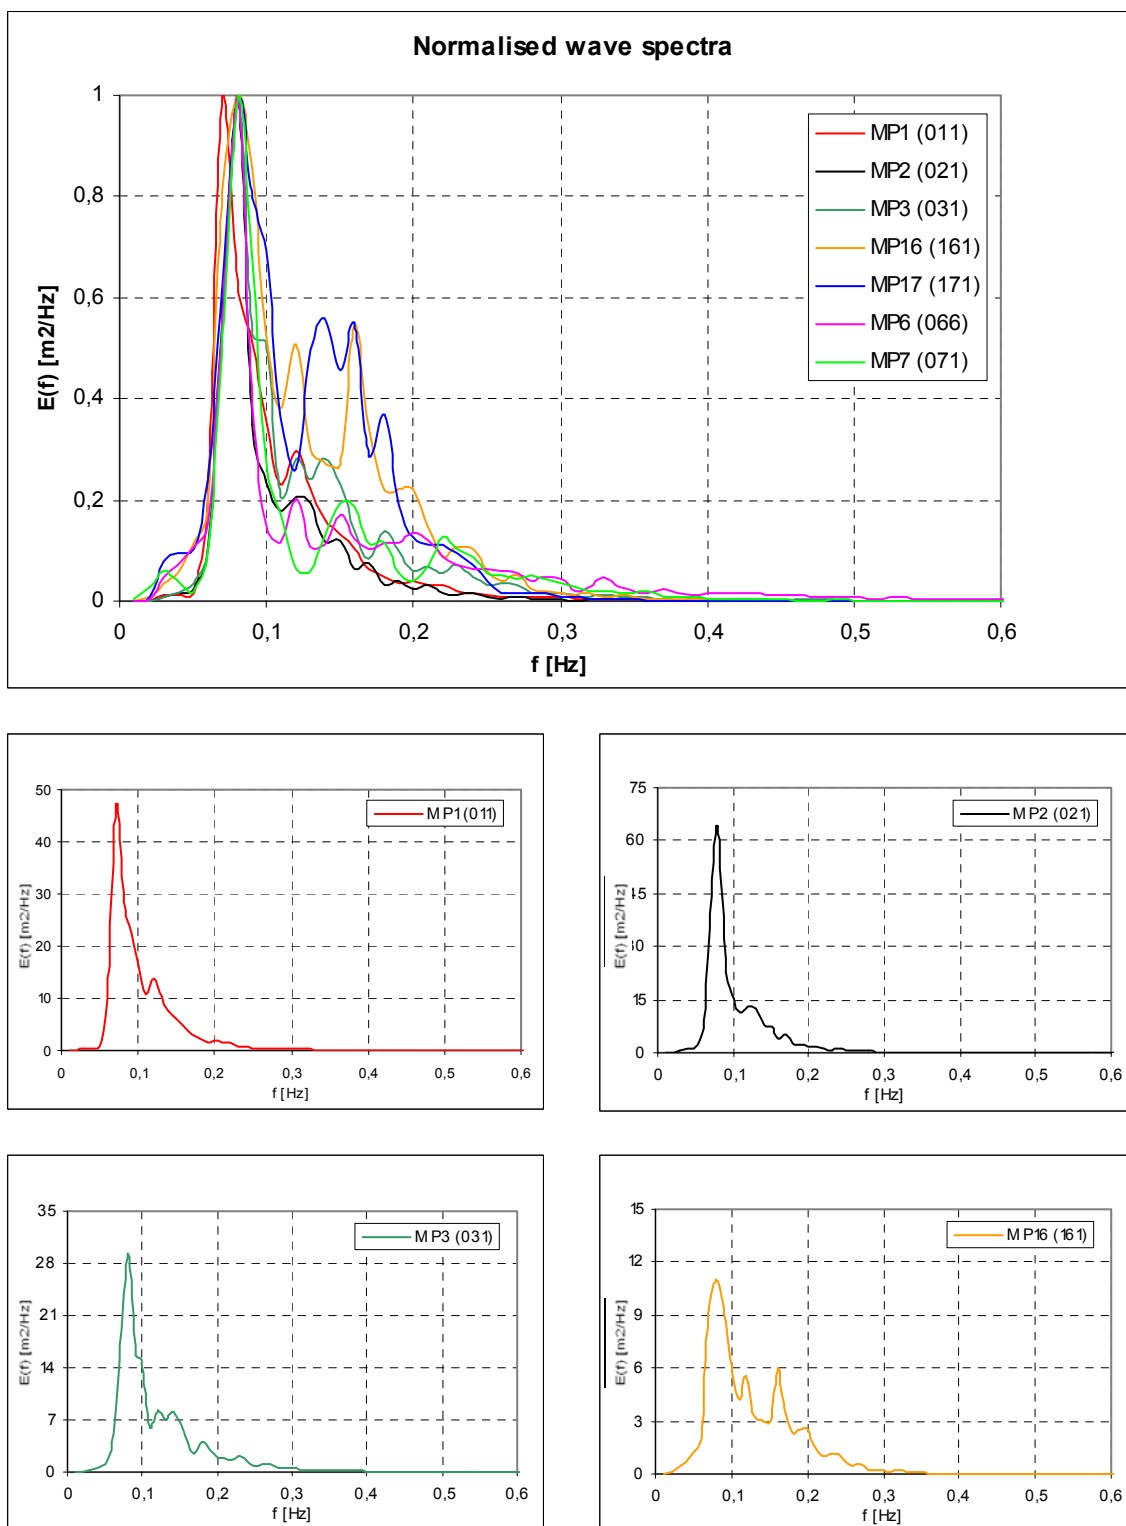 Normalised wave spectra
E(f) [m2/Hz]
1
0,8
0,6
0,4
0,2
0
0 0,1 0,2 0,3 0,4 0,5 0,6
f [Hz]
MP1 (011)
MP2 (021)
MP3 (031)
MP16 (161)
MP17 (171)
MP6 (066)
MP7 (071)
E(f) [m2/Hz]
50
40
30
20
10
0
0 0,1 0,2 0,3 0,4 0,5 0,6
f [Hz]
MP1(011)
E(f) [m2/Hz]
75
60
45
30
15
0
0 0,1 0,2 0,3 0,4 0,5 0,6
f [Hz]
MP2 (021)
E(f) [m2/Hz]
35
28
21
14
7
0
0 0,1 0,2 0,3 0,4 0,5 0,6
f [Hz]
MP3 (031)
E(f) [m2/Hz]
15
12
9
6
3
0
0 0,1 0,2 0,3 0,4 0,5 0,6
f [Hz]
MP16 (161)